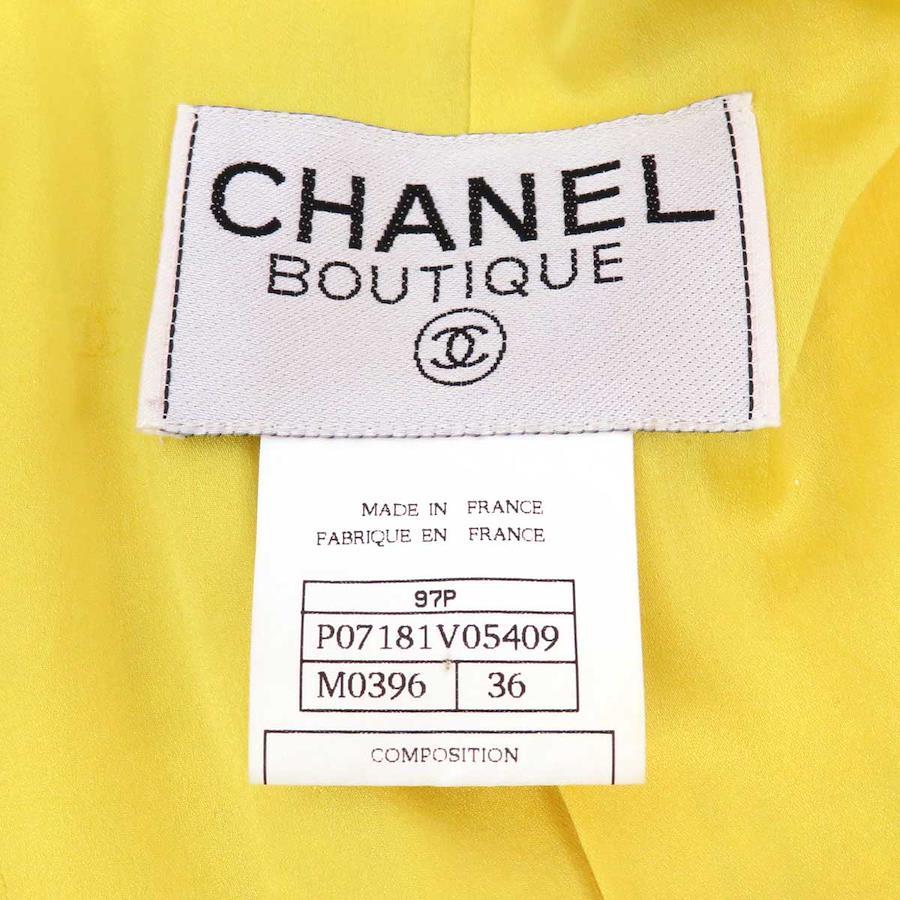 CHANEL
BOUTIQUE
MADE IN FRANCE
FABRIQUE EN FRANCE
97P
P07181V05409
M0396 36
COMPOSITION